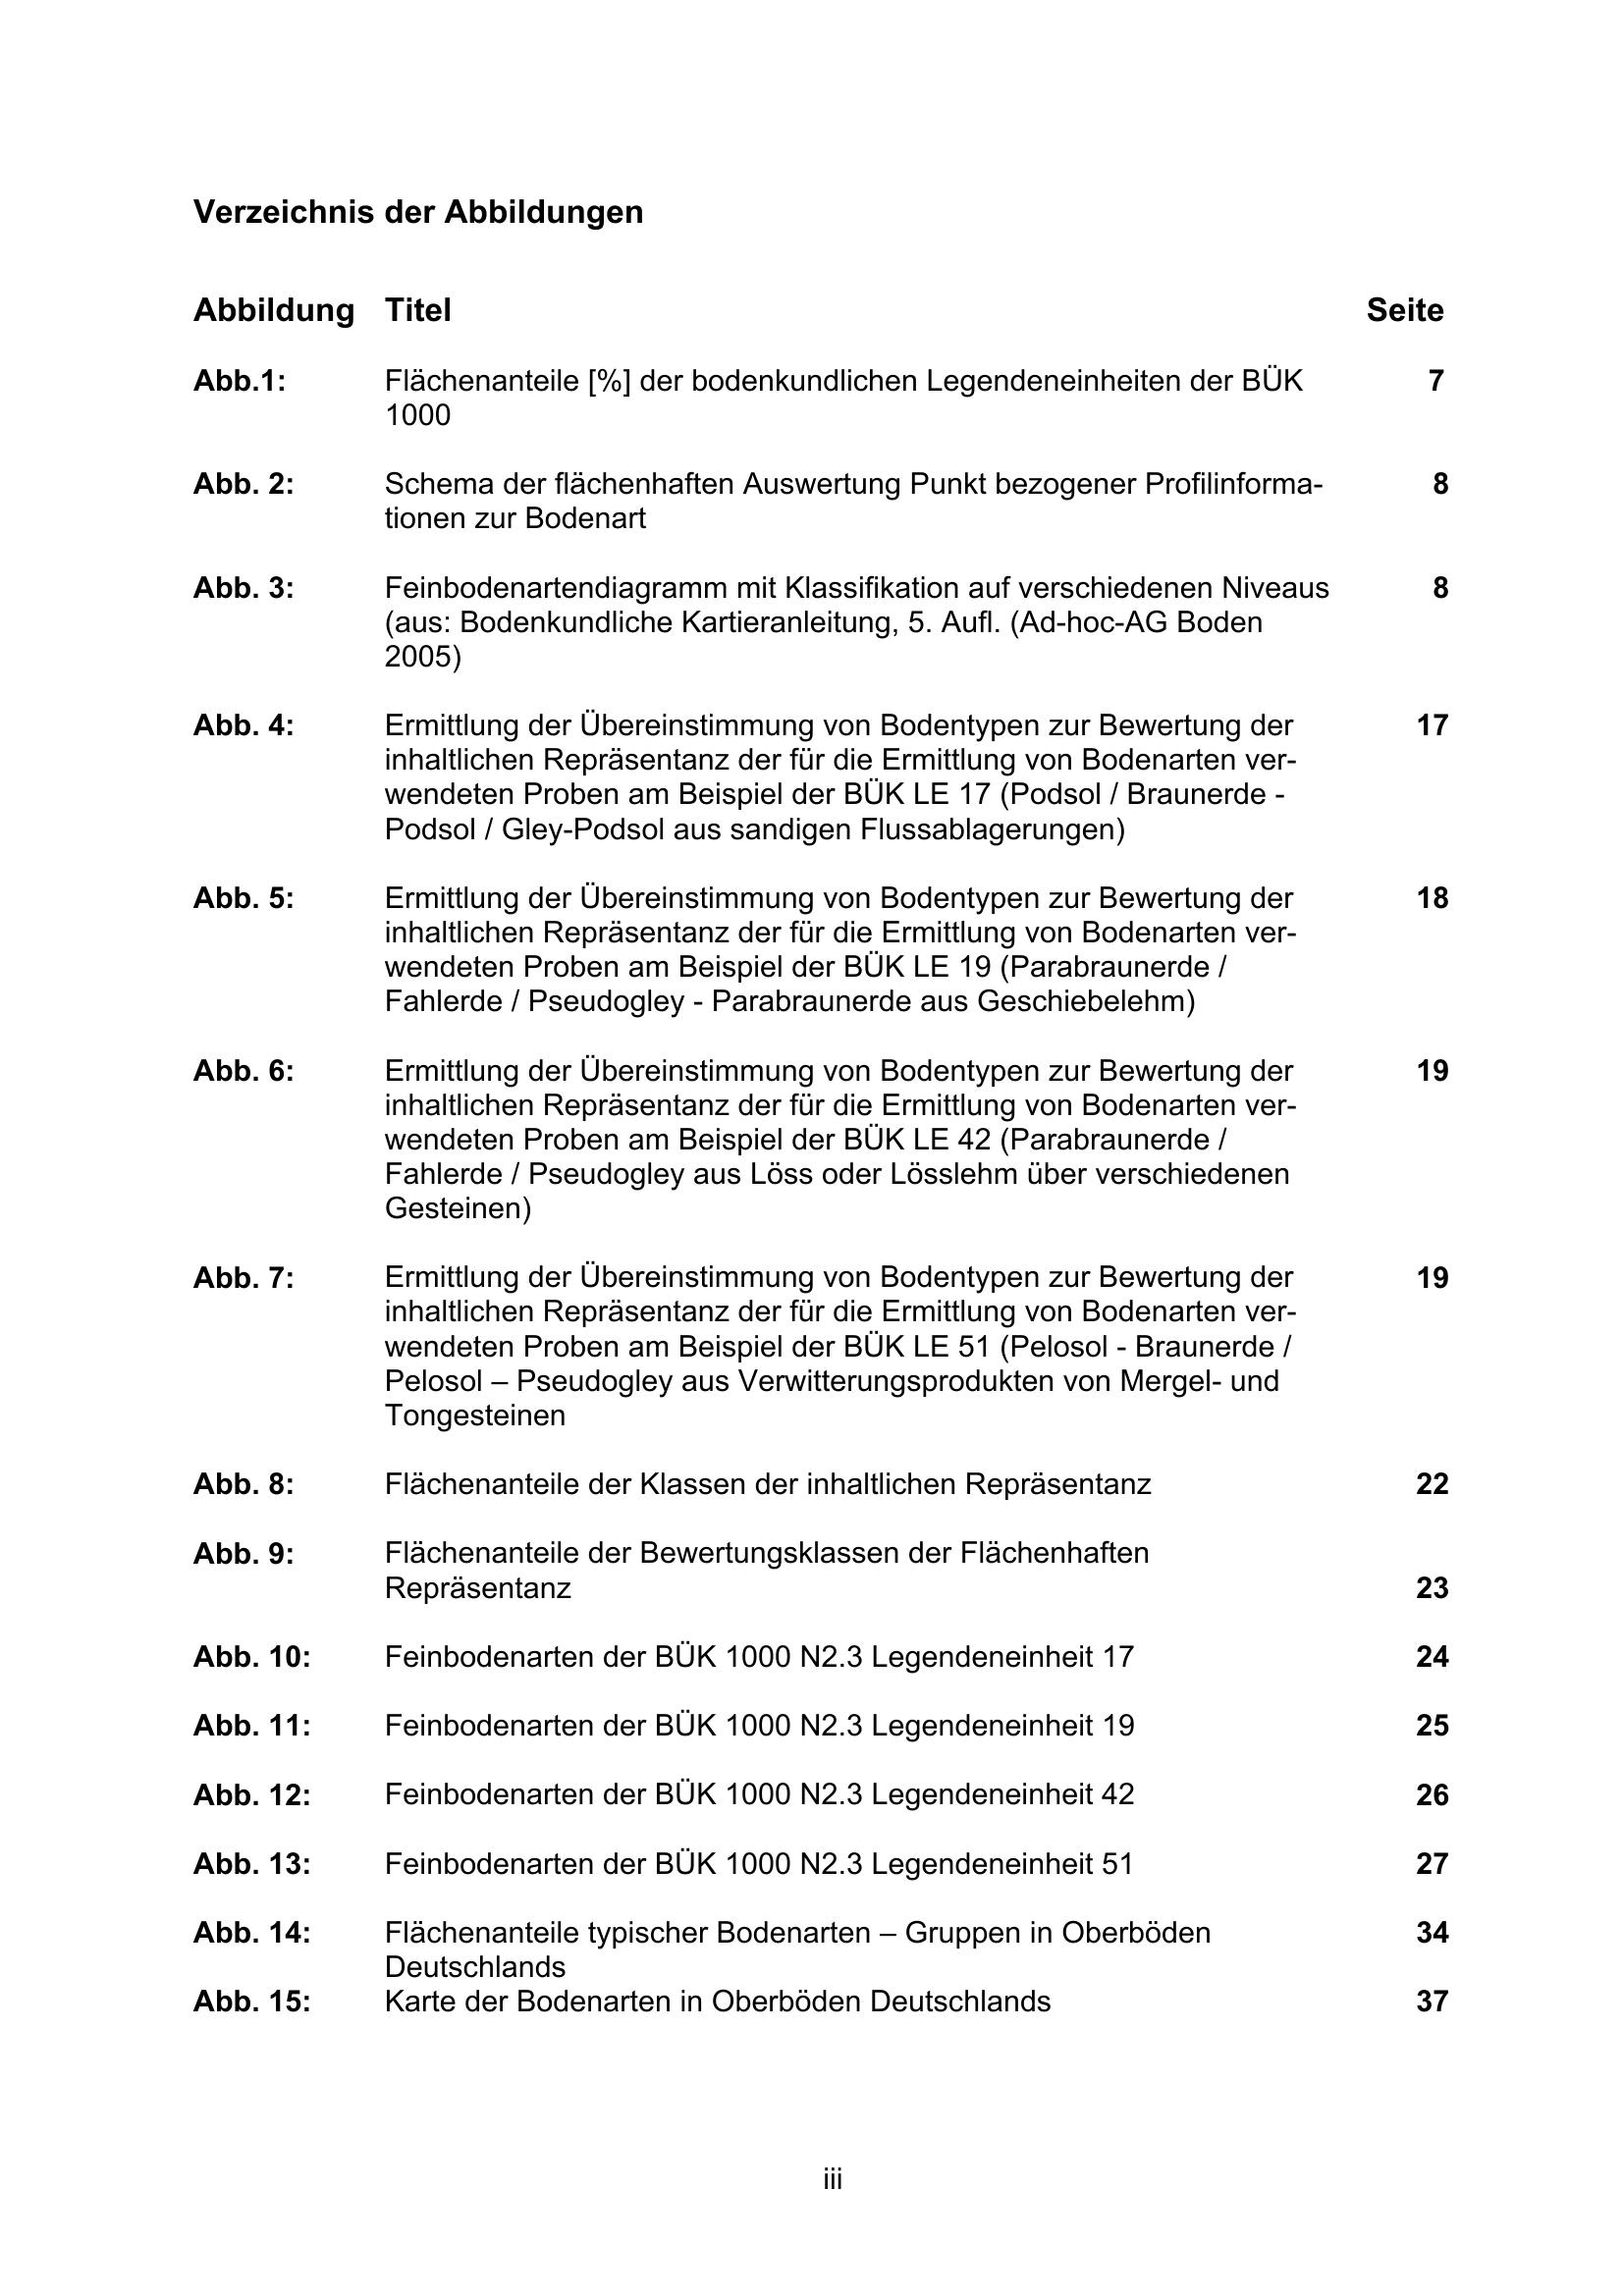 Verzeichnis der Abbildungen
Abbildung Titel Seite
Abb.1: Flächenanteile [%] der bodenkundlichen Legendeneinheiten der BÜK 7
1000
Abb. 2: Schema der flächenhaften Auswertung Punkt bezogener Profilinforma- 8
tionen zur Bodenart
Abb. 3: Feinbodenartendiagramm mit Klassifikation auf verschiedenen Niveaus 8
(aus: Bodenkundliche Kartieranleitung, 5. Aufl. (Ad-hoc-AG Boden
2005)
Abb. 4: Ermittlung der Übereinstimmung von Bodentypen zur Bewertung der 17
inhaltlichen Repräsentanz der für die Ermittlung von Bodenarten ver-
wendeten Proben am Beispiel der BÜK LE 17 (Podsol / Braunerde -
Podsol / Gley-Podsol aus sandigen Flussablagerungen)
Abb. 5: Ermittlung der Übereinstimmung von Bodentypen zur Bewertung der 18
inhaltlichen Repräsentanz der für die Ermittlung von Bodenarten ver-
wendeten Proben am Beispiel der BÜK LE 19 (Parabraunerde /
Fahlerde / Pseudogley - Parabraunerde aus Geschiebelehm)
Abb. 6: Ermittlung der Übereinstimmung von Bodentypen zur Bewertung der 19
inhaltlichen Repräsentanz der für die Ermittlung von Bodenarten ver-
wendeten Proben am Beispiel der BÜK LE 42 (Parabraunerde /
Fahlerde / Pseudogley aus Löss oder Lösslehm über verschiedenen
Gesteinen)
Abb. 7: Ermittlung der Übereinstimmung von Bodentypen zur Bewertung der 19
inhaltlichen Repräsentanz der für die Ermittlung von Bodenarten ver-
wendeten Proben am Beispiel der BÜK LE 51 (Pelosol - Braunerde /
Pelosol – Pseudogley aus Verwitterungsprodukten von Mergel- und
Tongesteinen
Abb. 8: Flächenanteile der Klassen der inhaltlichen Repräsentanz 22
Abb. 9: Flächenanteile der Bewertungsklassen der Flächenhaften
Repräsentanz 23
Abb. 10: Feinbodenarten der BÜK 1000 N2.3 Legendeneinheit 17 24
Abb. 11: Feinbodenarten der BÜK 1000 N2.3 Legendeneinheit 19 25
Abb. 12: Feinbodenarten der BÜK 1000 N2.3 Legendeneinheit 42 26
Abb. 13: Feinbodenarten der BÜK 1000 N2.3 Legendeneinheit 51 27
Abb. 14: Flächenanteile typischer Bodenarten – Gruppen in Oberböden 34
Deutschlands
Abb. 15: Karte der Bodenarten in Oberböden Deutschlands 37
iii